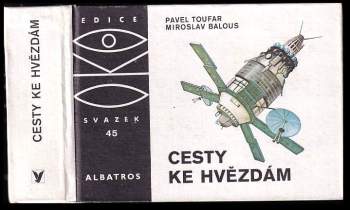 CESTY KE HVĚZDÁM
EDICE
OKO
SVAZEK
45
ALBATROS
PAVEL TOUFAR
MIROSLAV BALOUS
CESTY
KE HVĚZDÁM